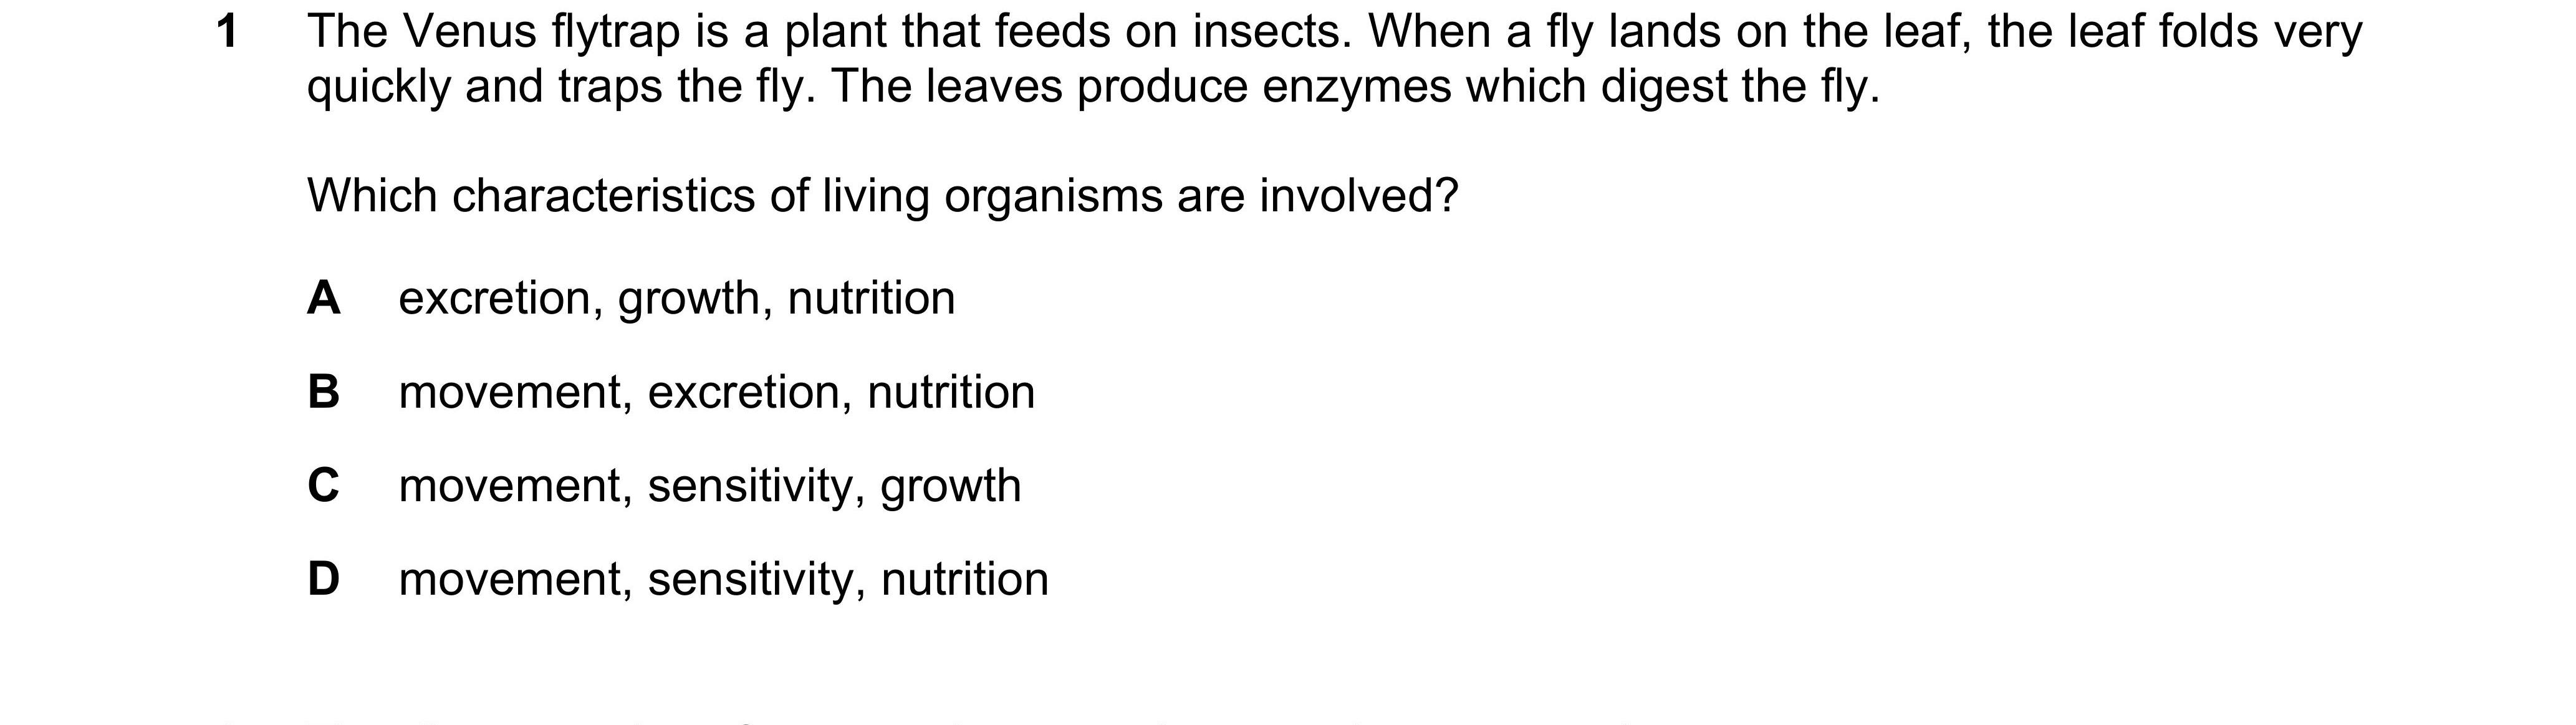 1 The Venus flytrap is a plant that feeds on insects. When a fly lands on the leaf, the leaf folds very
quickly and traps the fly. The leaves produce enzymes which digest the fly.
Which characteristics of living organisms are involved?
A excretion, growth, nutrition
B movement, excretion, nutrition
C movement, sensitivity, growth
D movement, sensitivity, nutrition